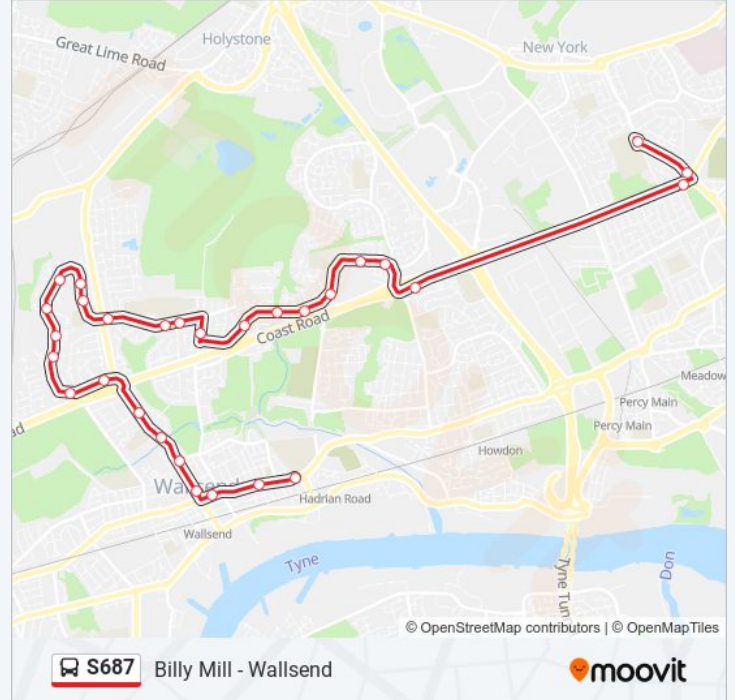 Great Lime Road
Holystone
New York
Coast Road
Meadow
Percy Main
Percy Main
ad
Howdon
Wallsend
Hadrian Road
Wallsend
Tyne
Tyne Tun
Don
© OpenStreetMap contributors | © OpenMapTiles
S687 Billy Mill - Wallsend
moovit